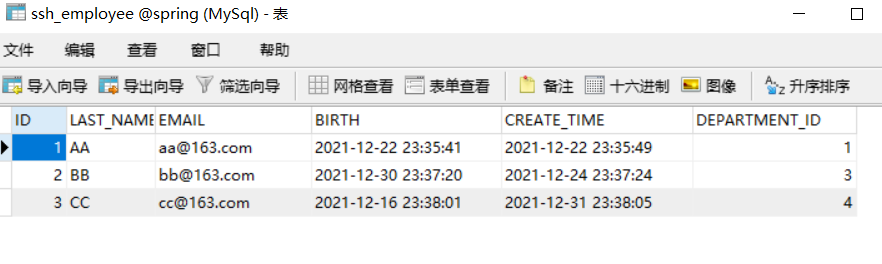 ssh_employee @spring (MySql) - 表
文件 编辑 查看 窗口 帮助
导入向导 导出向导 筛选向导 网格查看 表单查看 备注 十六进制 图像 升序排序
ID LAST_NAME EMAIL BIRTH CREATE_TIME DEPARTMENT_ID
1 AA aa@163.com 2021-12-22 23:35:41 2021-12-22 23:35:49 1
2 BB bb@163.com 2021-12-30 23:37:20 2021-12-24 23:37:24 3
3 CC cc@163.com 2021-12-16 23:38:01 2021-12-31 23:38:05 4